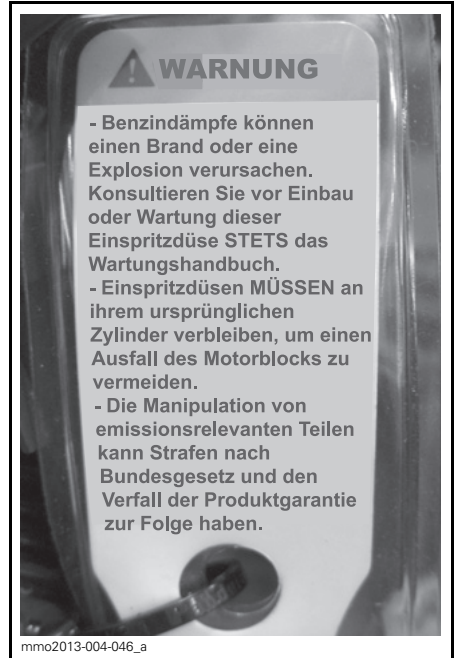 WARNUNG
- Benzindämpfe können
einen Brand oder eine
Explosion verursachen.
Konsultieren Sie vor Einbau
oder Wartung dieser
Einspritzdüse STETS das
Wartungshandbuch.
- Einspritzdüsen MÜSSEN an
ihrem ursprünglichen
Zylinder verbleiben, um einen
Ausfall des Motorblocks zu
vermeiden.
- Die Manipulation von
emissionsrelevanten Teilen
kann Strafen nach
Bundesgesetz und den
Verfall der Produktgarantie
zur Folge haben.
mmo2013-004-046_a